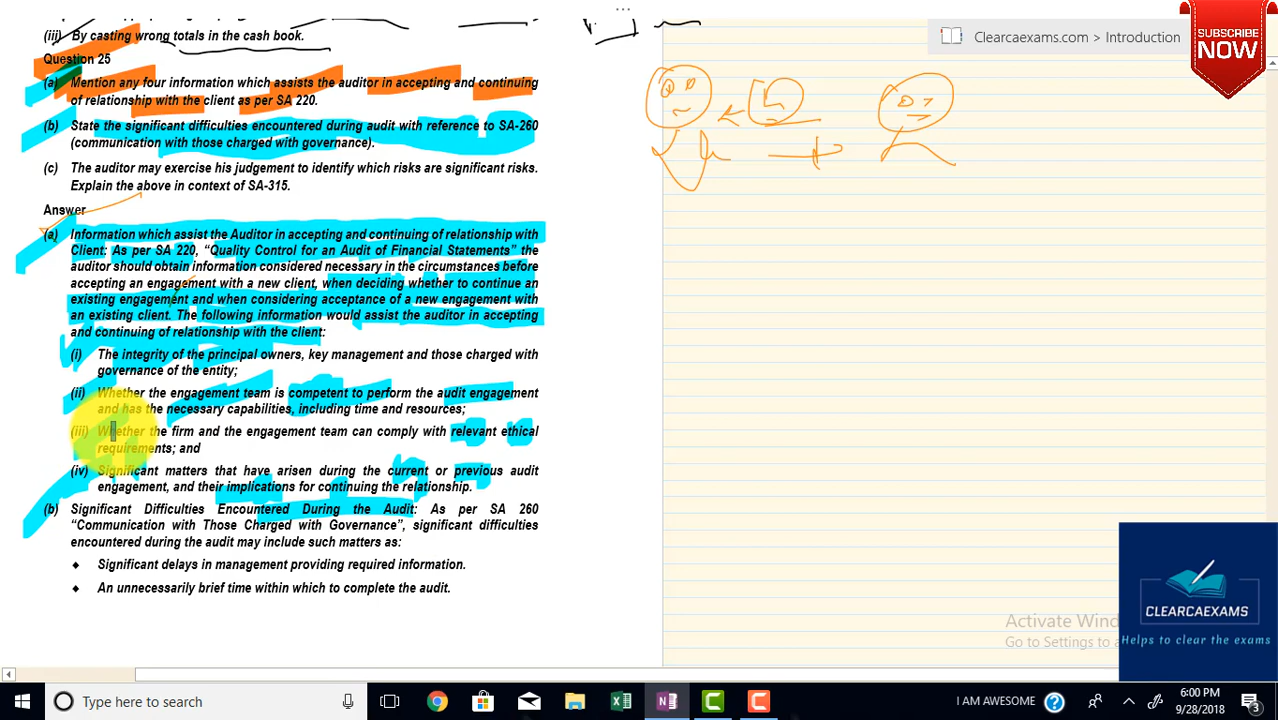 (iii) By casting wrong totals in the cash book.
Question 25
(a) Mention any four information which assists the auditor in accepting and continuing
of relationship with the client as per SA 220.
(b) State the significant difficulties encountered during audit with reference to SA-260
(communication with those charged with governance).
(c) The auditor may exercise his judgement to identify which risks are significant risks.
Explain the above in context of SA-315.
Answer
(a) Information which assist the Auditor in accepting and continuing of relationship with
Client: As per SA 220, “Quality Control for an Audit of Financial Statements” the
auditor should obtain information considered necessary in the circumstances before
accepting an engagement with a new client, when deciding whether to continue an
existing engagement and when considering acceptance of a new engagement with
an existing client. The following information would assist the auditor in accepting
and continuing of relationship with the client:
(i) The integrity of the principal owners, key management and those charged with
governance of the entity;
(ii) Whether the engagement team is competent to perform the audit engagement
and has the necessary capabilities, including time and resources;
(iii) Whether the firm and the engagement team can comply with relevant ethical
requirements; and
(iv) Significant matters that have arisen during the current or previous audit
engagement, and their implications for continuing the relationship.
(b) Significant Difficulties Encountered During the Audit: As per SA 260
“Communication with Those Charged with Governance”, significant difficulties
encountered during the audit may include such matters as:
♦ Significant delays in management providing required information.
♦ An unnecessarily brief time within which to complete the audit.
Clearcaexams.com > Introduction
SUBSCRIBE
NOW
Activate Wind
Go to Settings to a
CLEARCAEXAMS
Helps to clear the exams
Type here to search
I AM AWESOME
6:00 PM
9/28/2018
3